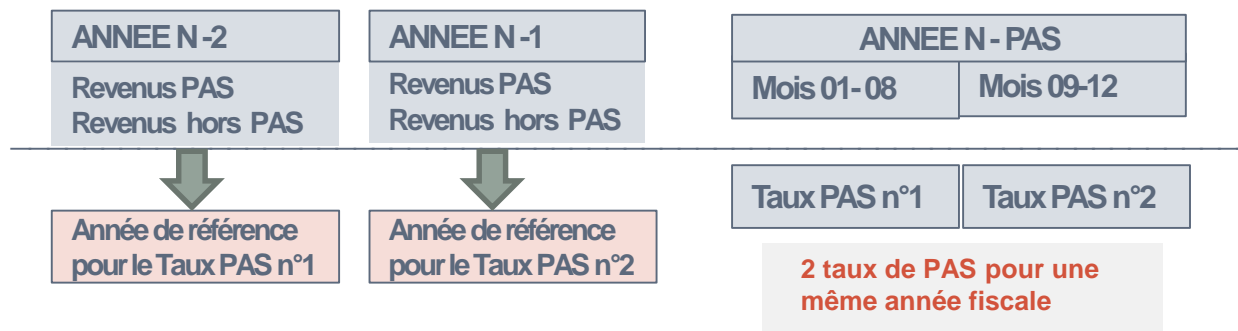 ANNEE N -2
Revenus PAS
Revenus hors PAS
Année de référence
pour le Taux PAS n°1
ANNEE N -1
Revenus PAS
Revenus hors PAS
Année de référence
pour le Taux PAS n°2
ANNEE N - PAS
Mois 01- 08
Mois 09-12
Taux PAS n°1
Taux PAS n°2
2 taux de PAS pour une
même année fiscale